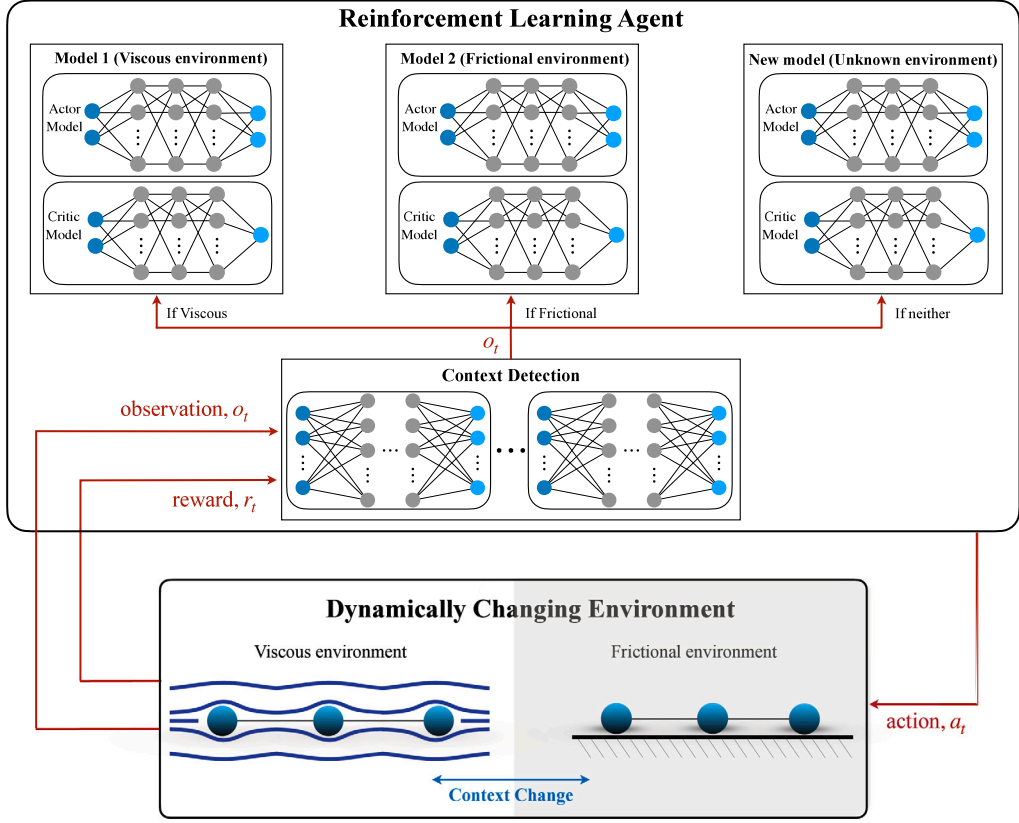 Reinforcement Learning Agent
Model 1 (Viscous environment)
Actor
Model
Critic
Model
Model 2 (Frictional environment)
Actor
Model
Critic
Model
New model (Unknown environment)
Actor
Model
Critic
Model
If Viscous
If Frictional
If neither
o_t
Context Detection
observation, o_t
reward, r_t
Dynamically Changing Environment
Viscous environment
Frictional environment
action, a_t
Context Change